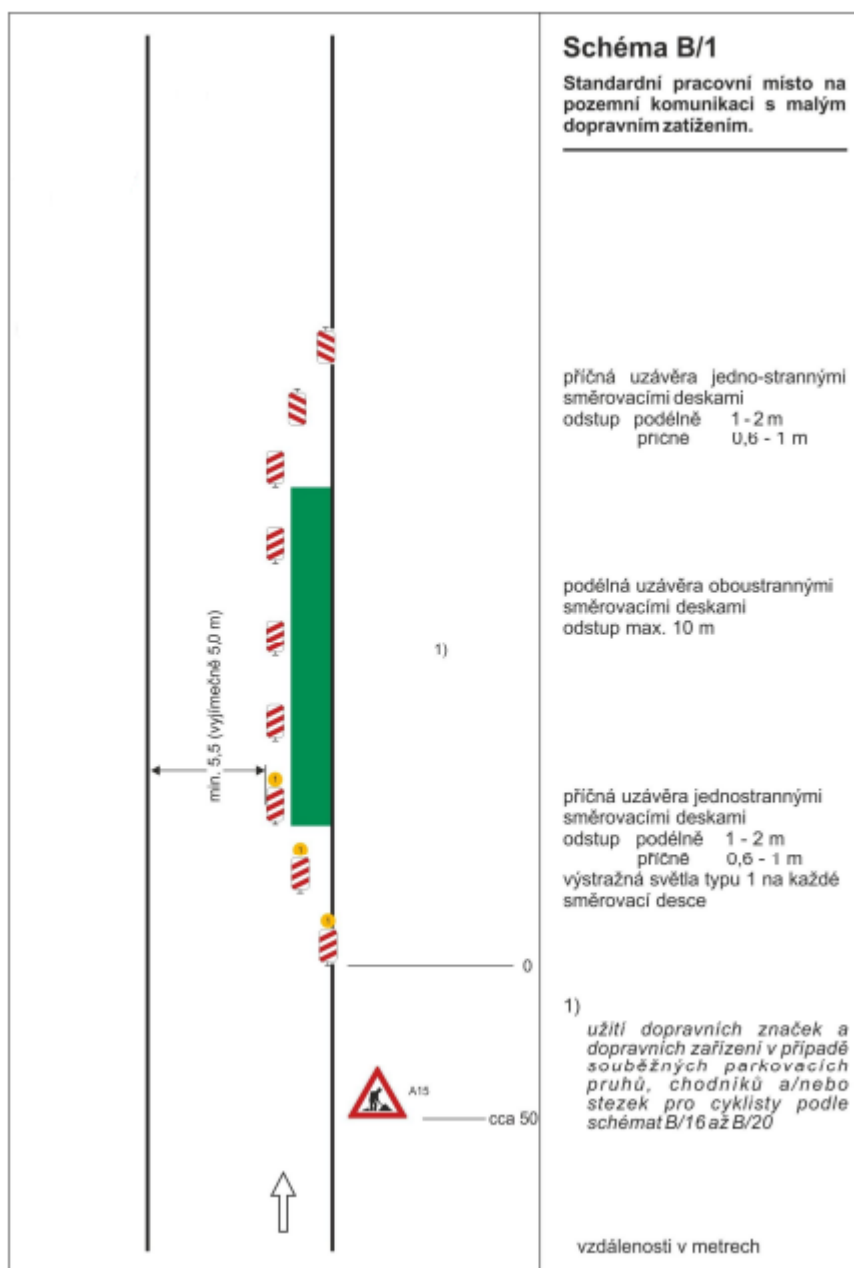 Schéma B/1
Standardní pracovní místo na
pozemní komunikaci s malým
dopravním zatížením.
příčná uzávěra jedno-strannými
směrovacími deskami
odstup podélně 1 - 2 m
příčně 0,6 - 1 m
podélná uzávěra oboustrannými
směrovacími deskami
odstup max. 10 m
1)
min. 5,5 (vyjímečně 5,0 m)
1
1
1
příčná uzávěra jednostrannými
směrovacími deskami
odstup podélně 1 - 2 m
příčně 0,6 - 1 m
výstražná světla typu 1 na každé
směrovací desce
0
1)
užití dopravních značek a
dopravních zařízení v případě
souběžných parkovacích
pruhů, chodníků a/nebo
stezek pro cyklisty podle
schémat B/16 až B/20
A15
cca 50
vzdálenosti v metrech